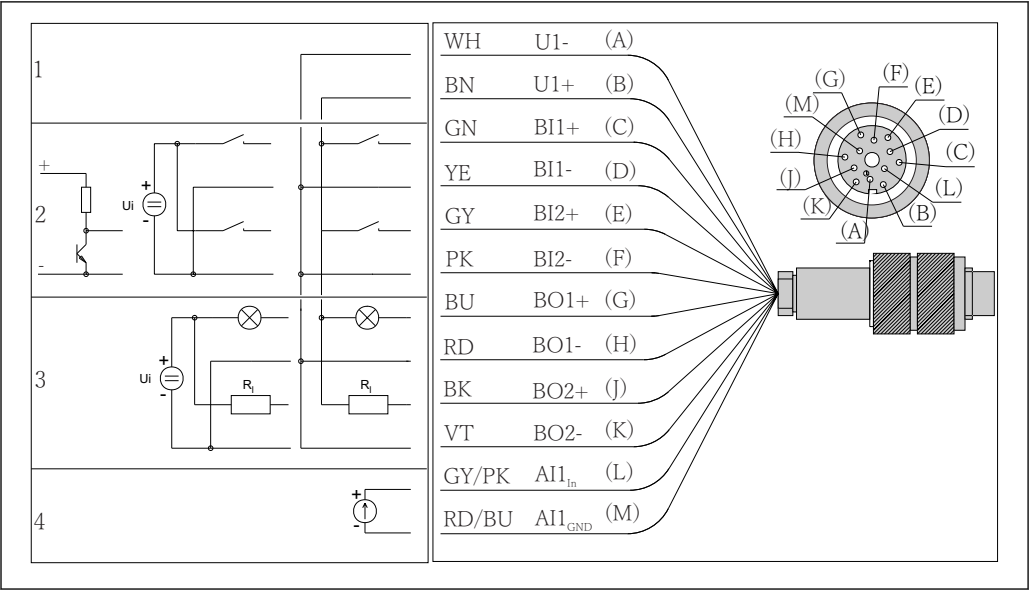 1
+
2
-
+
Ui
-
3
+
Ui
-
Rl
Rl
4
+
-
WH U1- (A)
BN U1+ (B)
GN BI1+ (C)
YE BI1- (D)
GY BI2+ (E)
PK BI2- (F)
BU BO1+ (G)
RD BO1- (H)
BK BO2+ (J)
VT BO2- (K)
GY/PK AI1In (L)
RD/BU AI1GND (M)
(G)
(F)
(E)
(M)
(D)
(H)
(C)
(J)
(L)
(K)
(B)
(A)